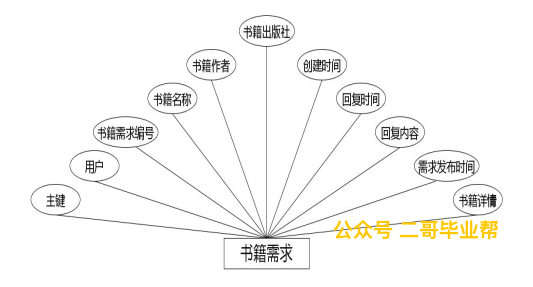 书籍出版社
书籍作者
创建时间
书籍名称
回复时间
书籍需求编号
回复内容
用户
需求发布时间
主键
书籍详情
公众号 二哥毕业帮
书籍需求